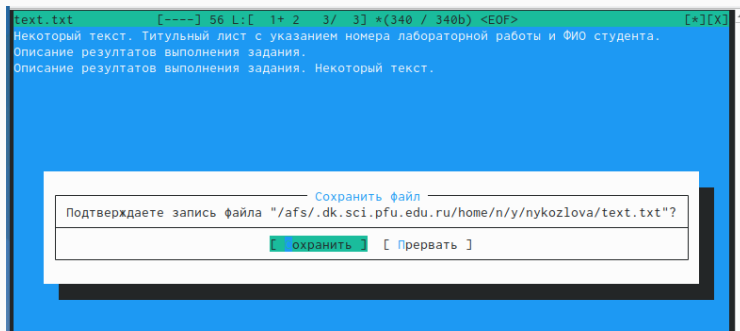 text.txt [----] 56 L:[ 1+ 2 3/ 3] *(340 / 340b) <EOF> [*][X]
Некоторый текст. Титульный лист с указанием номера лабораторной работы и ФИО студента.
Описание резултатов выполнения задания.
Описание резултатов выполнения задания. Некоторый текст.
Сохранить файл
Подтверждаете запись файла "/afs/.dk.sci.pfu.edu.ru/home/n/y/nykozlova/text.txt"?
[ Сохранить ] [ Прервать ]